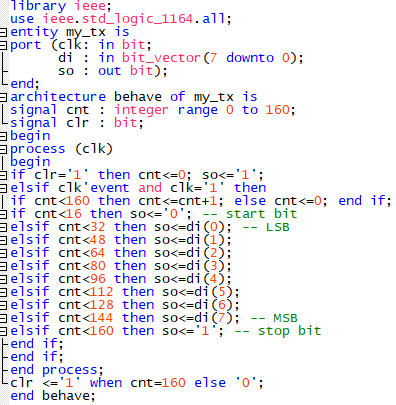 library ieee;
use ieee.std_logic_1164.all;
entity my_tx is
port (clk: in bit;
di : in bit_vector(7 downto 0);
so : out bit);
end;
architecture behave of my_tx is
signal cnt : integer range 0 to 160;
signal clr : bit;
begin
process (clk)
begin
if clr='1' then cnt<=0; so<='1';
elsif clk'event and clk='1' then
if cnt<160 then cnt<=cnt+1; else cnt<=0; end if;
if cnt<16 then so<='0'; -- start bit
elsif cnt<32 then so<=di(0); -- LSB
elsif cnt<48 then so<=di(1);
elsif cnt<64 then so<=di(2);
elsif cnt<80 then so<=di(3);
elsif cnt<96 then so<=di(4);
elsif cnt<112 then so<=di(5);
elsif cnt<128 then so<=di(6);
elsif cnt<144 then so<=di(7); -- MSB
elsif cnt<160 then so<='1'; -- stop bit
end if;
end if;
end process;
clr <='1' when cnt=160 else '0';
end behave;